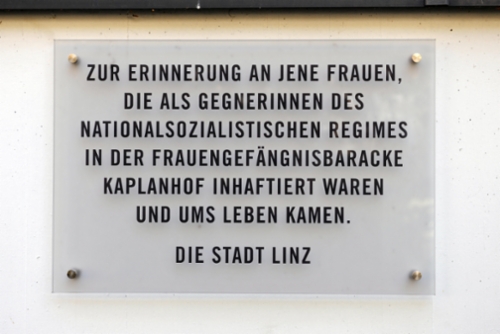 ZUR ERINNERUNG AN JENE FRAUEN,
DIE ALS GEGNERINNEN DES
NATIONALSOZIALISTISCHEN REGIMES
IN DER FRAUENGEFÄNGNISBARACKE
KAPLANHOF INHAFTIERT WAREN
UND UMS LEBEN KAMEN.
DIE STADT LINZ